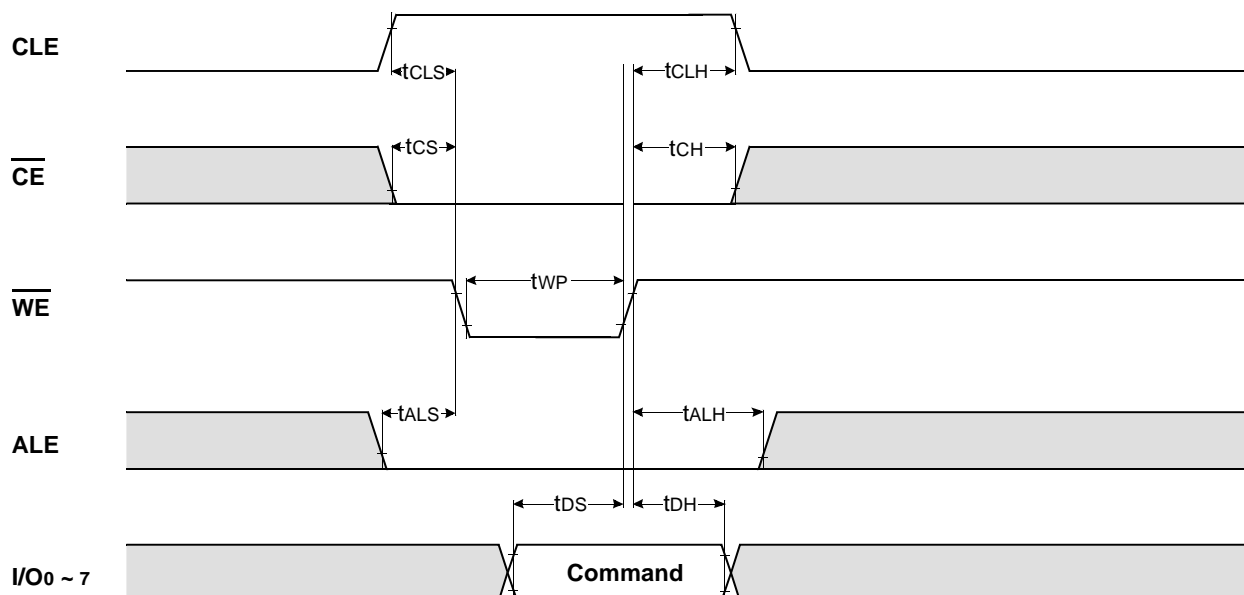 CLE
tCLS
tCLH
CE
tCS
tCH
WE
tWP
ALE
tALS
tALH
tDS
tDH
I/O0 ~ 7
Command